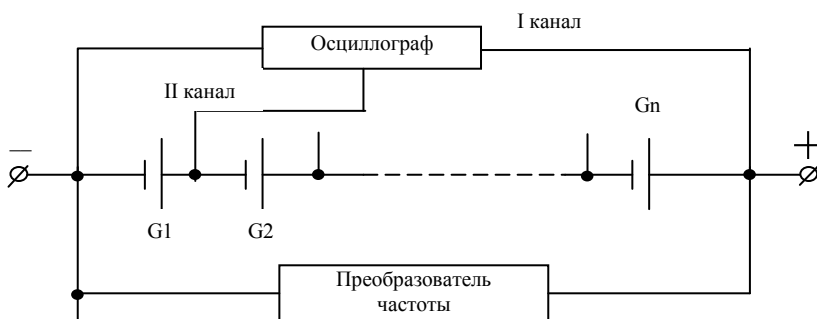 I канал
Осциллограф
II канал
Gn
–
+
G1
G2
Преобразователь
частоты